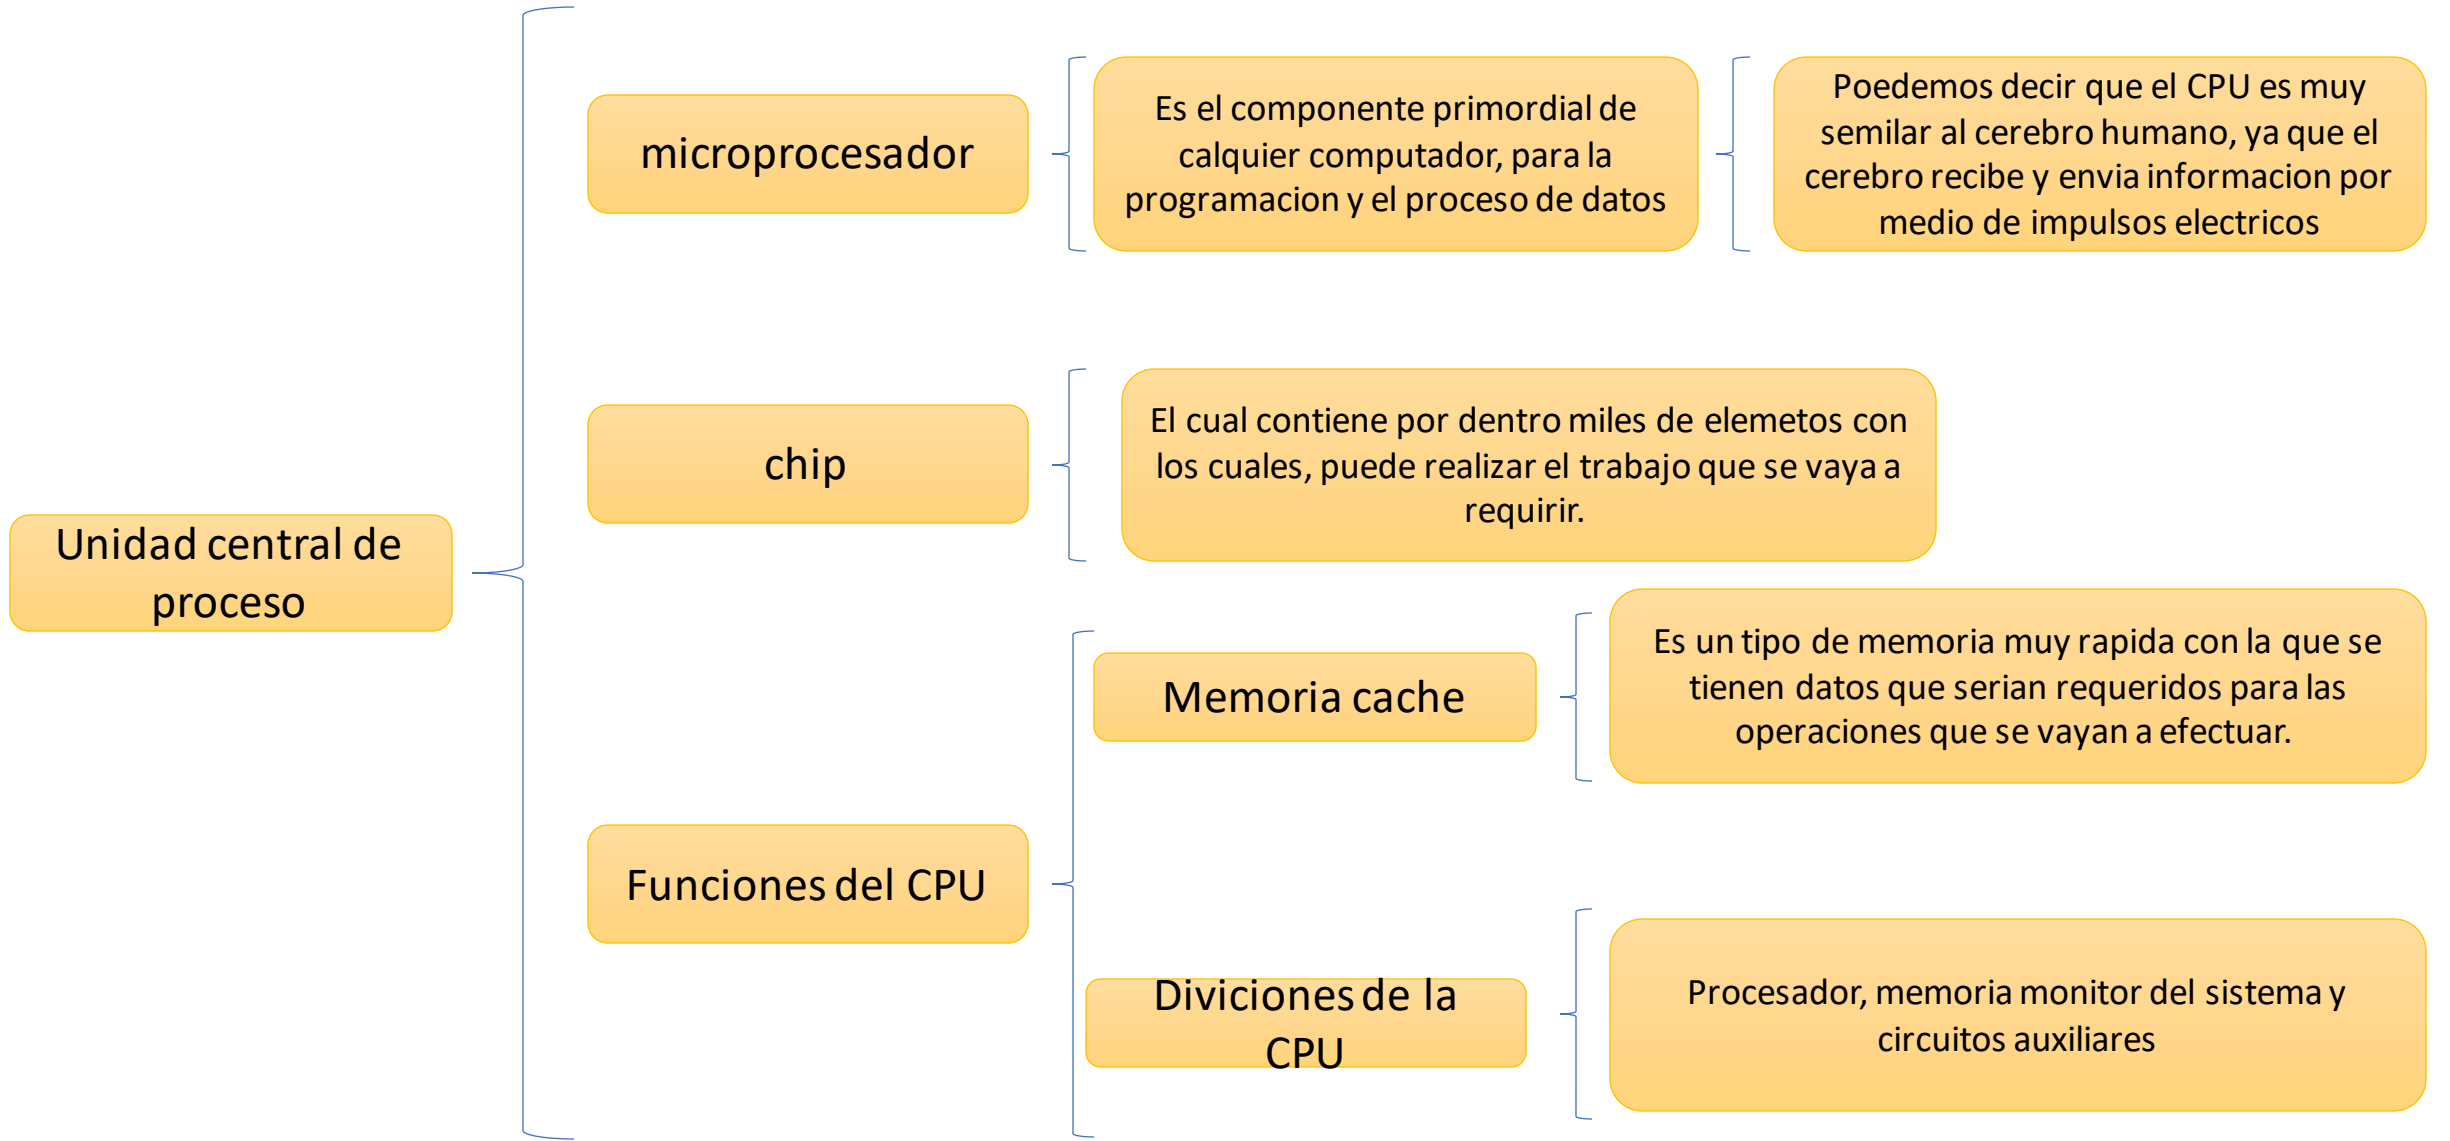 Unidad central de
proceso
microprocesador
Es el componente primordial de
calquier computador, para la
programacion y el proceso de datos
Poedemos decir que el CPU es muy
semilar al cerebro humano, ya que el
cerebro recibe y envia informacion por
medio de impulsos electricos
chip
El cual contiene por dentro miles de elemetos con
los cuales, puede realizar el trabajo que se vaya a
requirir.
Funciones del CPU
Memoria cache
Es un tipo de memoria muy rapida con la que se
tienen datos que serian requeridos para las
operaciones que se vayan a efectuar.
Diviciones de la
CPU
Procesador, memoria monitor del sistema y
circuitos auxiliares